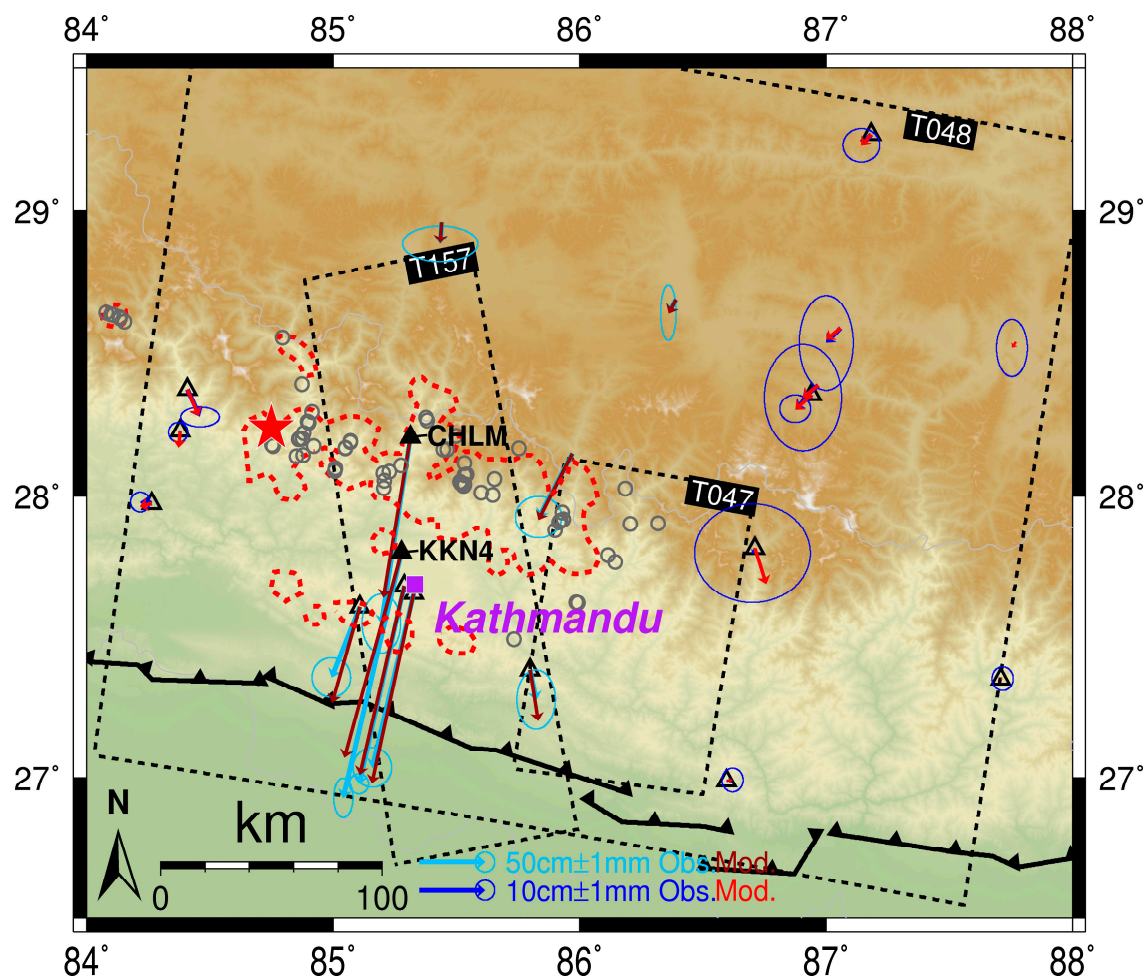 84° 85° 86° 87° 88°
T048
29° 29°
T157
CHLM
28° 28°
T047
KKN4
Kathmandu
27° 27°
N
km
0 100
50cm±1mm Obs.Mod.
10cm±1mm Obs.Mod.
84° 85° 86° 87° 88°